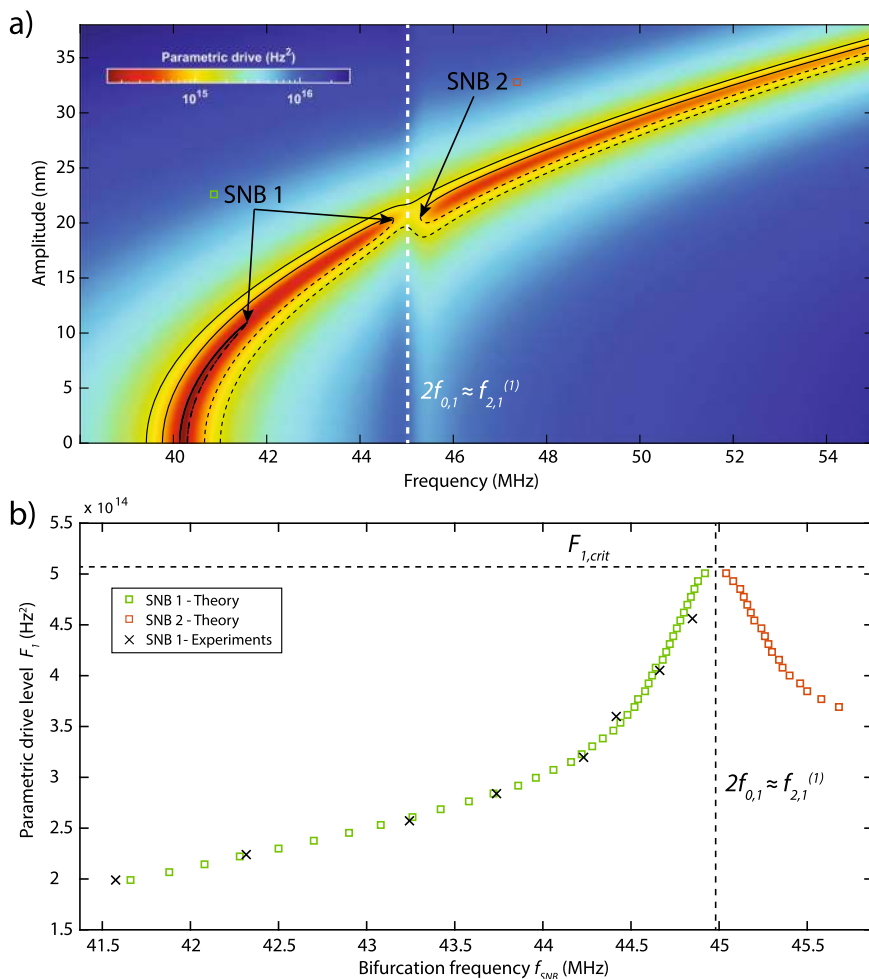 a)
Parametric drive (Hz²)
10¹⁵ 10¹⁶
SNB 2
SNB 1
2f0,1 ≈ f2,1⁽¹⁾
Amplitude (nm)
35
30
25
20
15
10
5
0
40 42 44 46 48 50 52 54
Frequency (MHz)
b)
x 10¹⁴
5.5
5
4.5
4
3.5
3
2.5
2
1.5
Parametric drive level F1 (Hz²)
F1,crit
SNB 1 - Theory
SNB 2 - Theory
SNB 1- Experiments
2f0,1 ≈ f2,1⁽¹⁾
41.5 42 42.5 43 43.5 44 44.5 45 45.5
Bifurcation frequency fSNB (MHz)